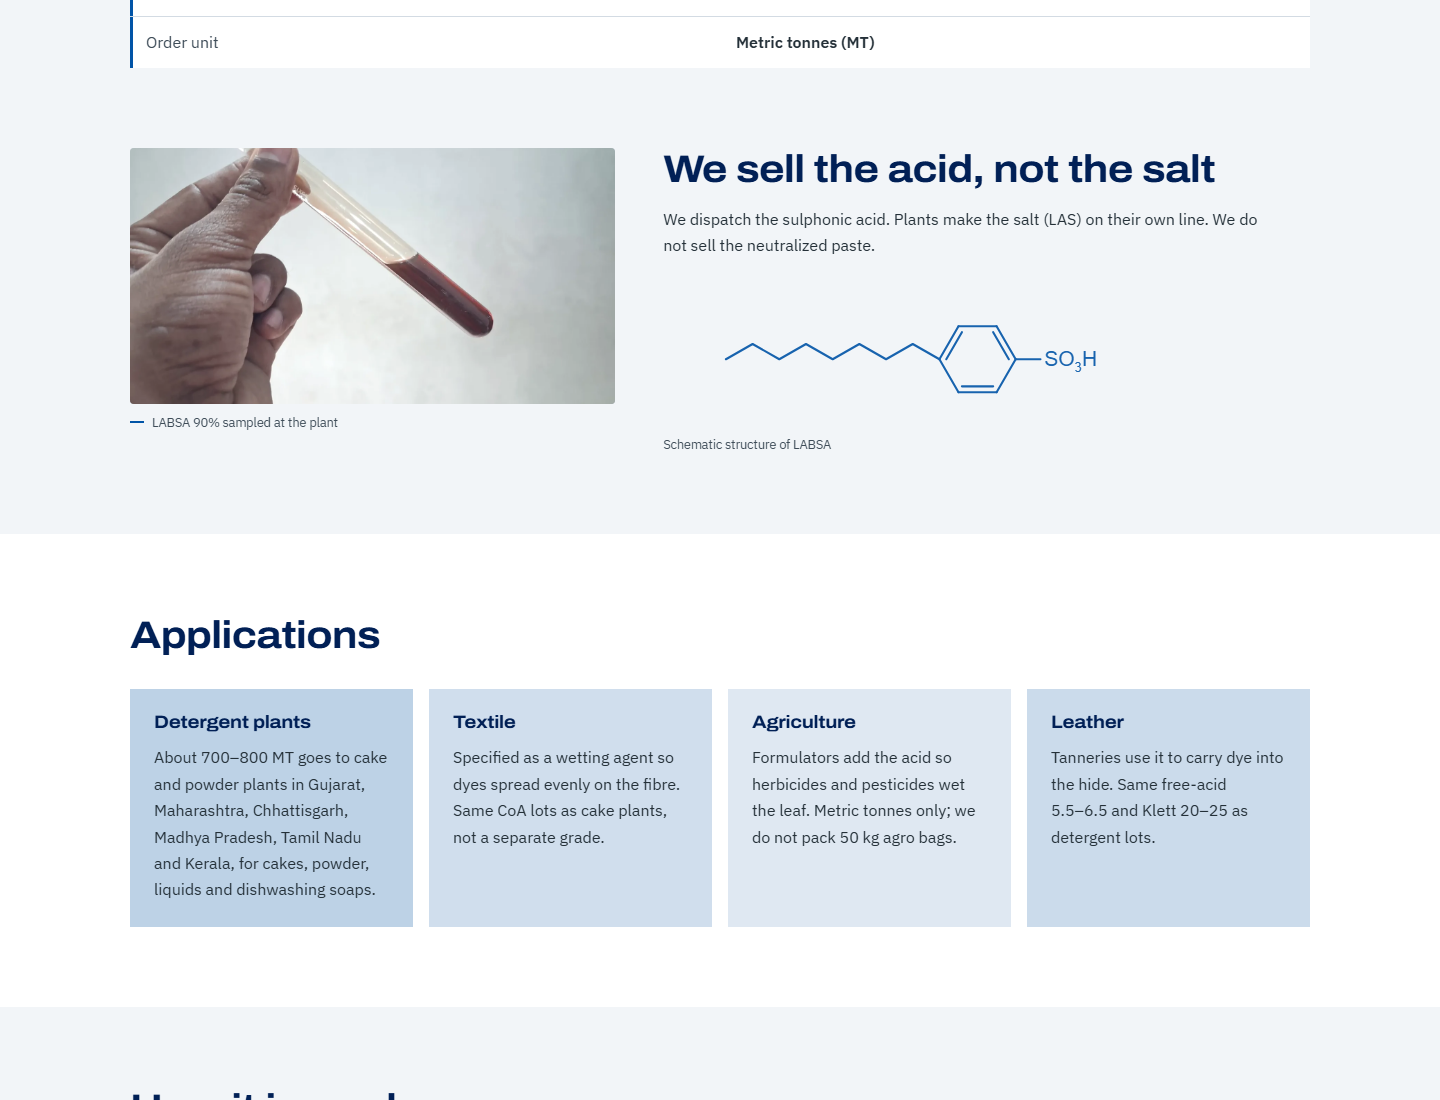 Order unit
Metric tonnes (MT)
We sell the acid, not the salt
We dispatch the sulphonic acid. Plants make the salt (LAS) on their own line. We do
not sell the neutralized paste.
SO3H
LABSA 90% sampled at the plant
Schematic structure of LABSA
Applications
Detergent plants
About 700–800 MT goes to cake
and powder plants in Gujarat,
Maharashtra, Chhattisgarh,
Madhya Pradesh, Tamil Nadu
and Kerala, for cakes, powder,
liquids and dishwashing soaps.
Textile
Specified as a wetting agent so
dyes spread evenly on the fibre.
Same CoA lots as cake plants,
not a separate grade.
Agriculture
Formulators add the acid so
herbicides and pesticides wet
the leaf. Metric tonnes only; we
do not pack 50 kg agro bags.
Leather
Tanneries use it to carry dye into
the hide. Same free-acid
5.5–6.5 and Klett 20–25 as
detergent lots.